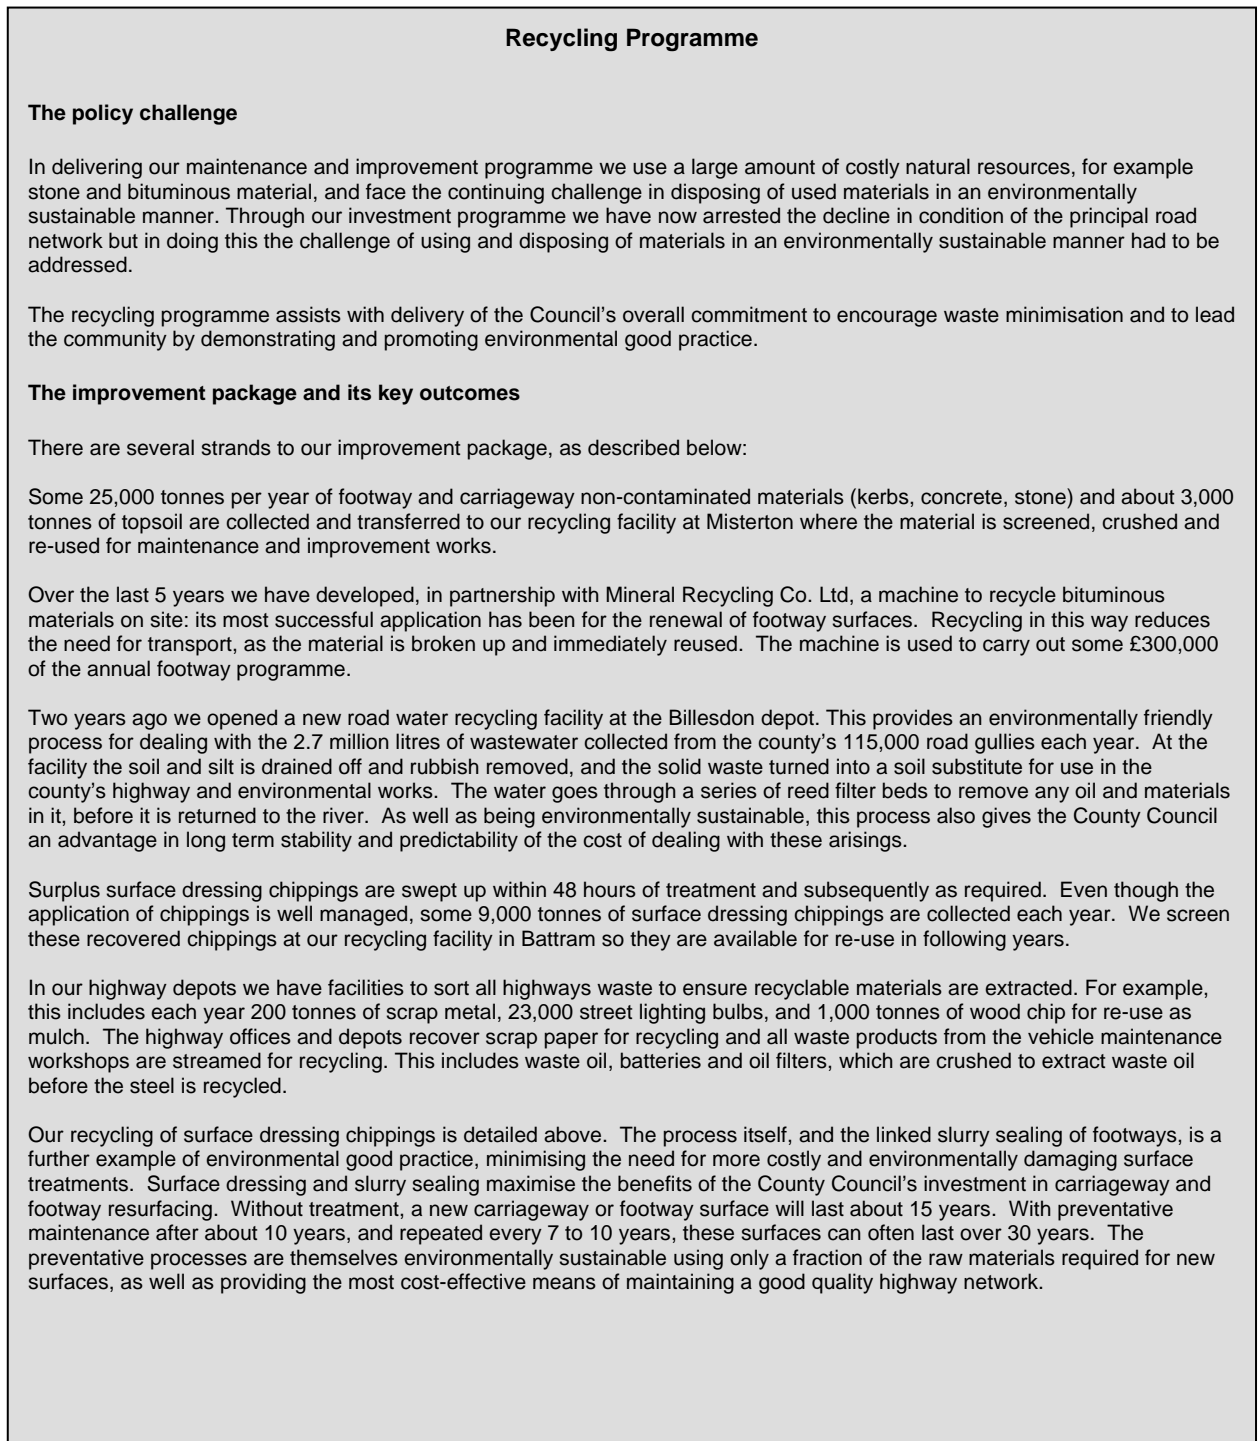 Recycling Programme
The policy challenge
In delivering our maintenance and improvement programme we use a large amount of costly natural resources, for example
stone and bituminous material, and face the continuing challenge in disposing of used materials in an environmentally
sustainable manner. Through our investment programme we have now arrested the decline in condition of the principal road
network but in doing this the challenge of using and disposing of materials in an environmentally sustainable manner had to be
addressed.
The recycling programme assists with delivery of the Council's overall commitment to encourage waste minimisation and to lead
the community by demonstrating and promoting environmental good practice.
The improvement package and its key outcomes
There are several strands to our improvement package, as described below:
Some 25,000 tonnes per year of footway and carriageway non-contaminated materials (kerbs, concrete, stone) and about 3,000
tonnes of topsoil are collected and transferred to our recycling facility at Misterton where the material is screened, crushed and
re-used for maintenance and improvement works.
Over the last 5 years we have developed, in partnership with Mineral Recycling Co. Ltd, a machine to recycle bituminous
materials on site: its most successful application has been for the renewal of footway surfaces.  Recycling in this way reduces
the need for transport, as the material is broken up and immediately reused.  The machine is used to carry out some £300,000
of the annual footway programme.
Two years ago we opened a new road water recycling facility at the Billesdon depot. This provides an environmentally friendly
process for dealing with the 2.7 million litres of wastewater collected from the county's 115,000 road gullies each year.  At the
facility the soil and silt is drained off and rubbish removed, and the solid waste turned into a soil substitute for use in the
county's highway and environmental works.  The water goes through a series of reed filter beds to remove any oil and materials
in it, before it is returned to the river.  As well as being environmentally sustainable, this process also gives the County Council
an advantage in long term stability and predictability of the cost of dealing with these arisings.
Surplus surface dressing chippings are swept up within 48 hours of treatment and subsequently as required.  Even though the
application of chippings is well managed, some 9,000 tonnes of surface dressing chippings are collected each year.  We screen
these recovered chippings at our recycling facility in Battram so they are available for re-use in following years.
In our highway depots we have facilities to sort all highways waste to ensure recyclable materials are extracted. For example,
this includes each year 200 tonnes of scrap metal, 23,000 street lighting bulbs, and 1,000 tonnes of wood chip for re-use as
mulch.  The highway offices and depots recover scrap paper for recycling and all waste products from the vehicle maintenance
workshops are streamed for recycling. This includes waste oil, batteries and oil filters, which are crushed to extract waste oil
before the steel is recycled.
Our recycling of surface dressing chippings is detailed above.  The process itself, and the linked slurry sealing of footways, is a
further example of environmental good practice, minimising the need for more costly and environmentally damaging surface
treatments.  Surface dressing and slurry sealing maximise the benefits of the County Council's investment in carriageway and
footway resurfacing.  Without treatment, a new carriageway or footway surface will last about 15 years.  With preventative
maintenance after about 10 years, and repeated every 7 to 10 years, these surfaces can often last over 30 years.  The
preventative processes are themselves environmentally sustainable using only a fraction of the raw materials required for new
surfaces, as well as providing the most cost-effective means of maintaining a good quality highway network.